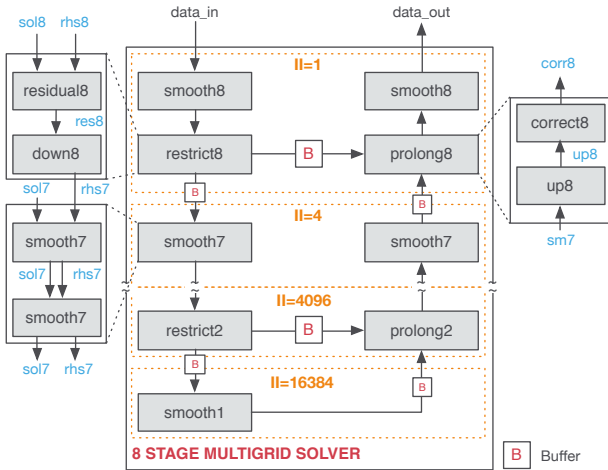 data_in
data_out
sol8
rhs8
II=1
residual8
res8
down8
sol7
rhs7
smooth8
smooth8
restrict8
B
prolong8
B
B
corr8
correct8
up8
up8
sm7
II=4
smooth7
smooth7
sol7
rhs7
smooth7
sol7
rhs7
smooth7
II=4096
restrict2
B
prolong2
B
B
II=16384
smooth1
8 STAGE MULTIGRID SOLVER
B
Buffer